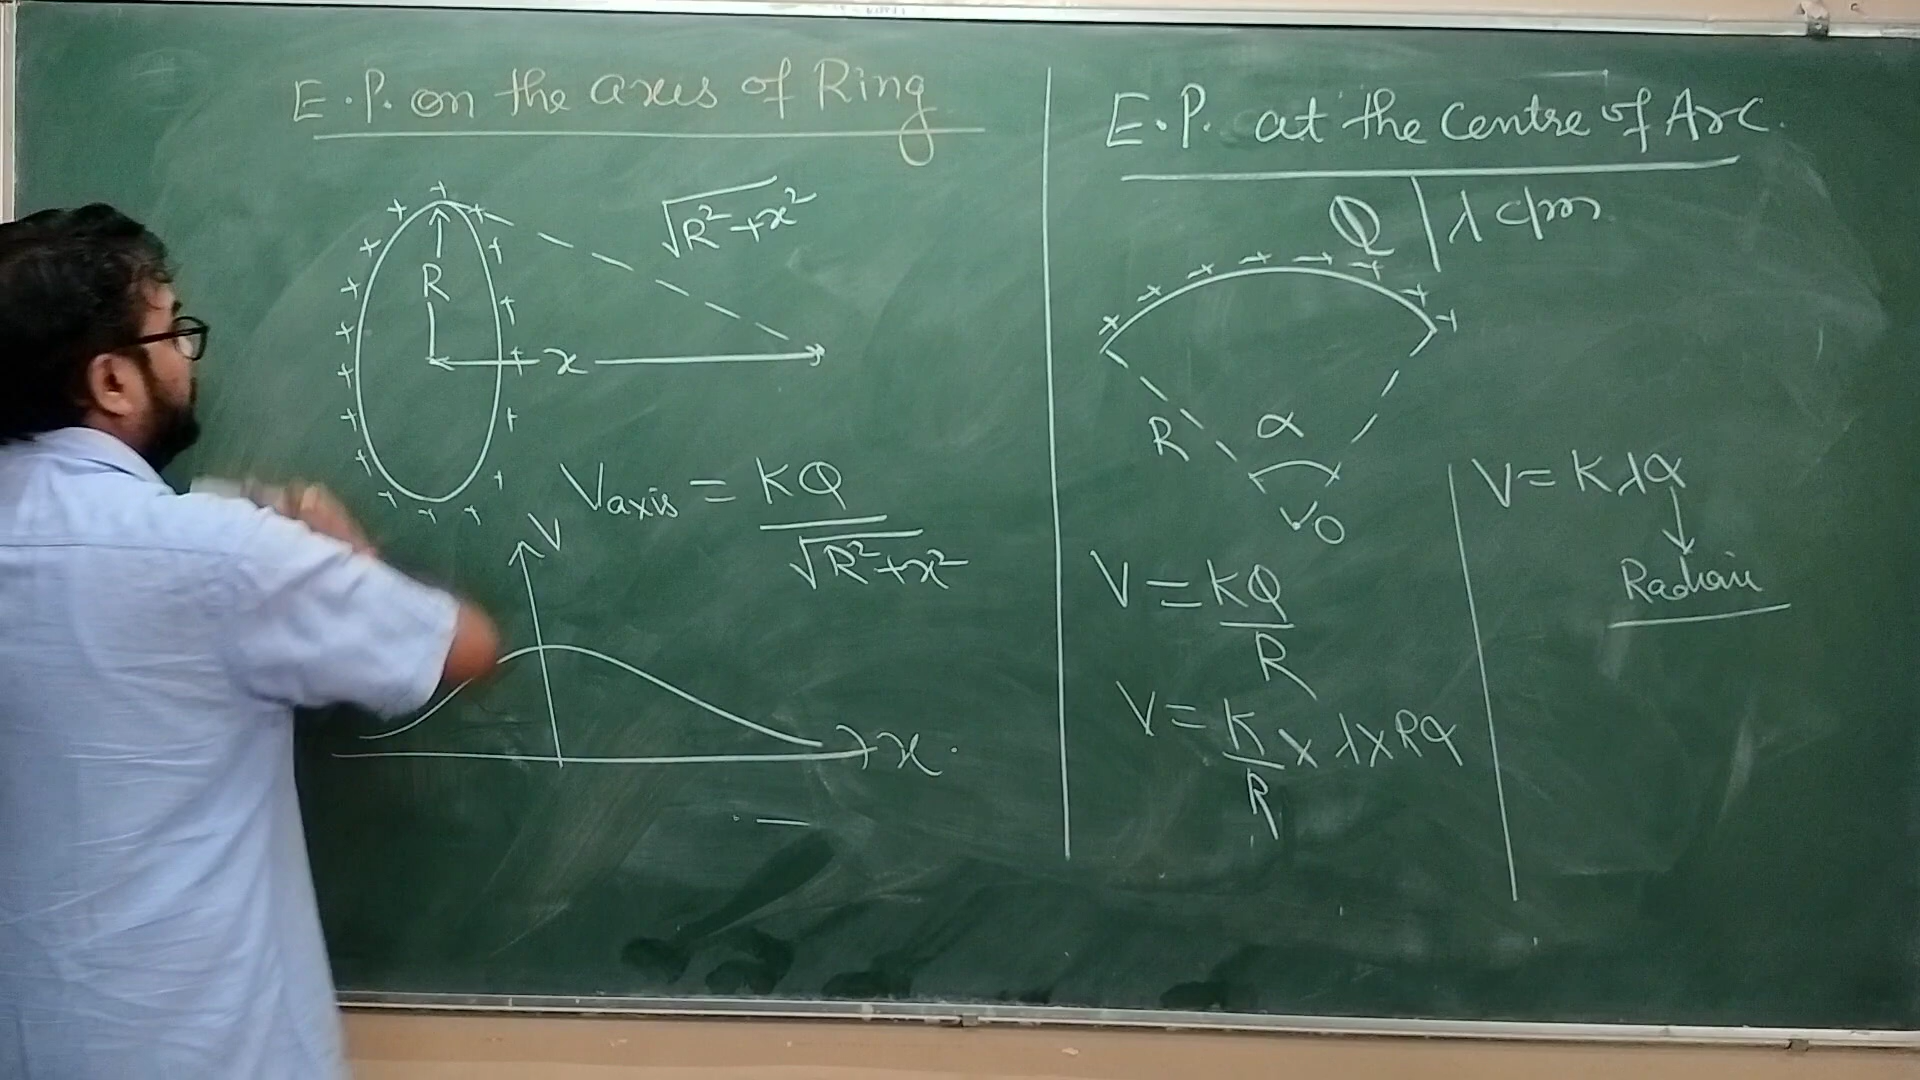 E.P. on the axis of Ring
√R²+x²
R
x
Vaxis = KQ
√R²+x²
V
x
E.P. at the Centre of Arc.
Q | λ c/m
R
α
O
V = KQ
R
V = K × λ × Rα
R
V = Kλα
Radian